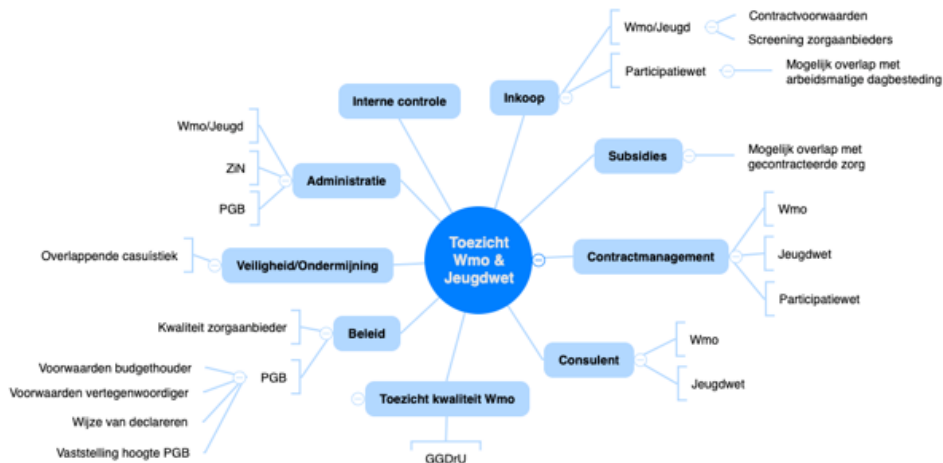 Toezicht
Wmo &
Jeugdwet
Inkoop
Wmo/Jeugd
Contractvoorwaarden
Screening zorgaanbieders
Participatiewet
Mogelijk overlap met
arbeidsmatige dagbesteding
Subsidies
Mogelijk overlap met
gecontracteerde zorg
Contractmanagement
Wmo
Jeugdwet
Participatiewet
Consulent
Wmo
Jeugdwet
Toezicht kwaliteit Wmo
GGDrU
Beleid
Kwaliteit zorgaanbieder
PGB
Voorwaarden budgethouder
Voorwaarden vertegenwoordiger
Wijze van declareren
Vaststelling hoogte PGB
Veiligheid/Ondermijning
Overlappende casuïstiek
Administratie
Wmo/Jeugd
ZiN
PGB
Interne controle